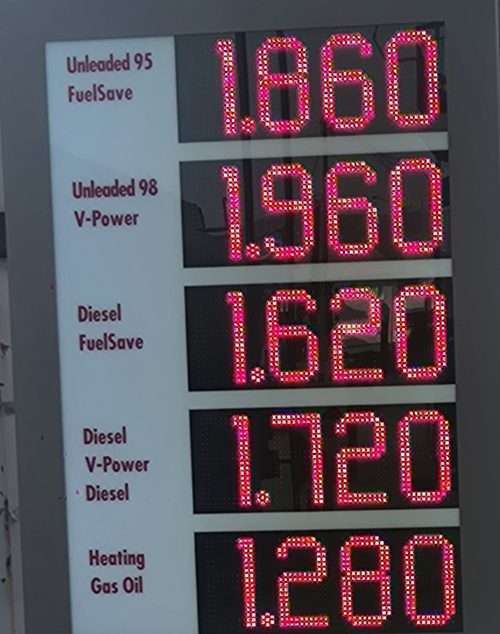 Unleaded 95
FuelSave
1.860
Unleaded 98
V-Power
1.960
Diesel
FuelSave
1.620
Diesel
V-Power
Diesel
1.720
Heating
Gas Oil
1.280